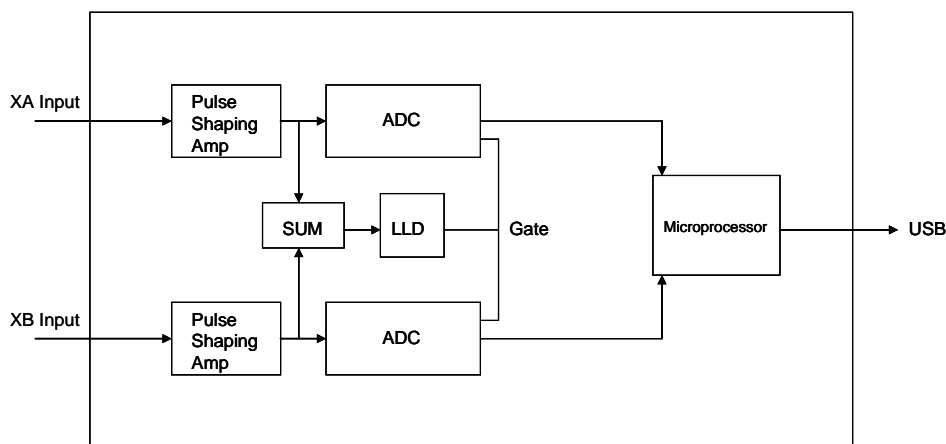 XA Input
Pulse
Shaping
Amp
ADC
SUM
LLD
Gate
Microprocessor
USB
XB Input
Pulse
Shaping
Amp
ADC